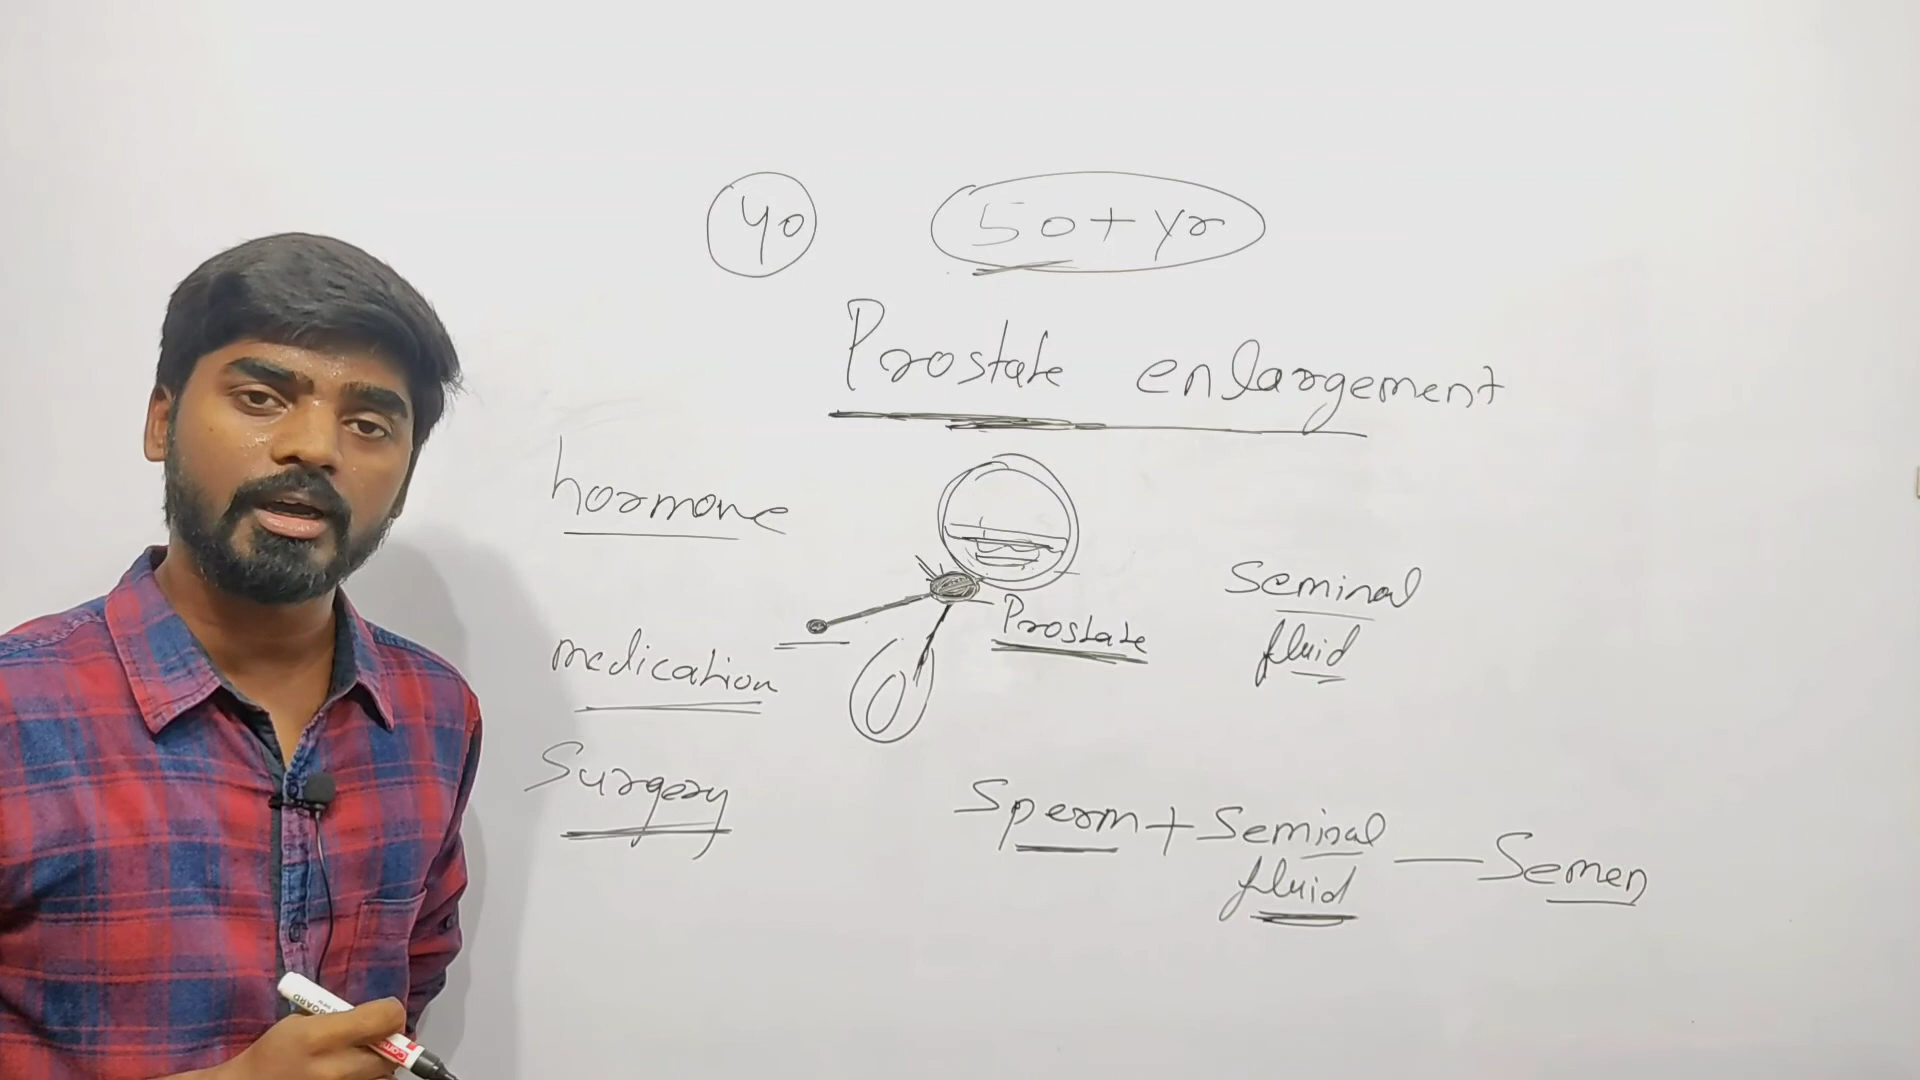 40 50+ yr
Prostate enlargement
hormone
Seminal
fluid
Prostate
medication
Surgery
Sperm + Seminal — Semen
fluid